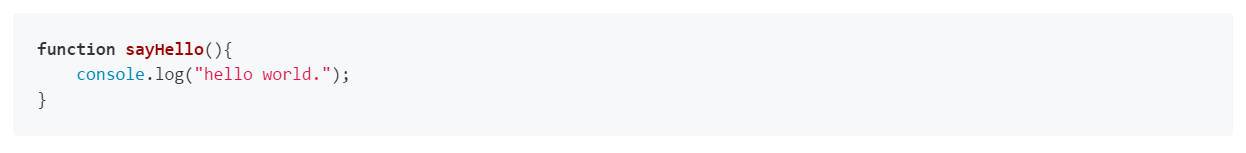 function sayHello(){
    console.log("hello world.");
}